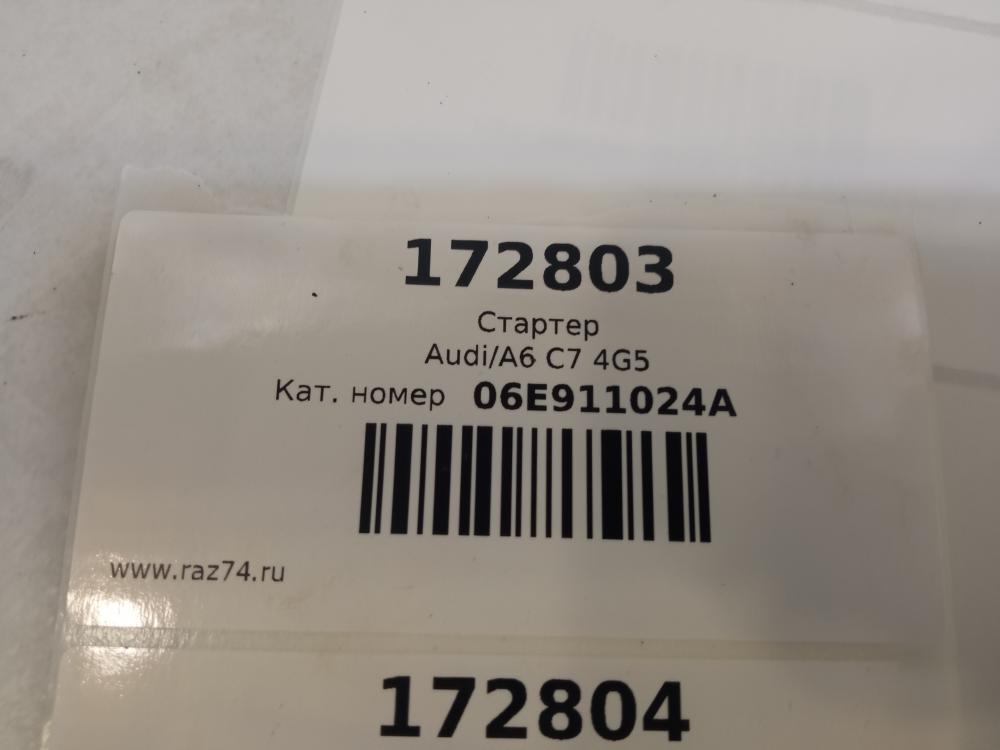 172803
Стартер
Audi/A6 C7 4G5
Кат. номер 06E911024A
www.raz74.ru
172804